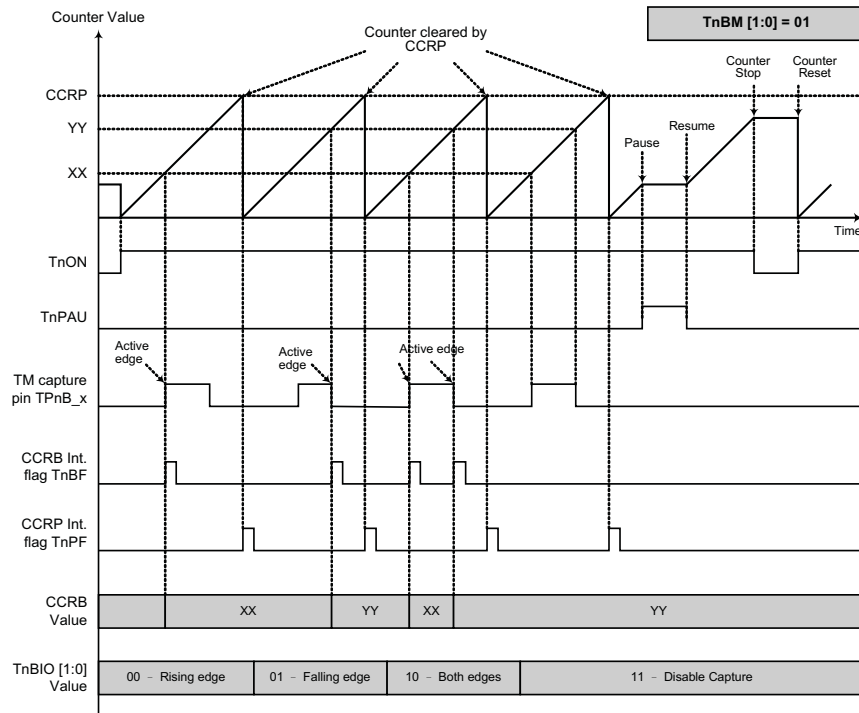 Counter Value
TnBM [1:0] = 01
Counter cleared by
CCRP
Counter
Stop
Counter
Reset
CCRP
YY
XX
Pause
Resume
Time
TnON
TnPAU
Active
edge
Active
edge
Active edge
TM capture
pin TPnB_x
CCRB Int.
flag TnBF
CCRP Int.
flag TnPF
CCRB
Value
XX
YY
XX
YY
TnBIO [1:0]
Value
00 – Rising edge
01 – Falling edge
10 – Both edges
11 – Disable Capture